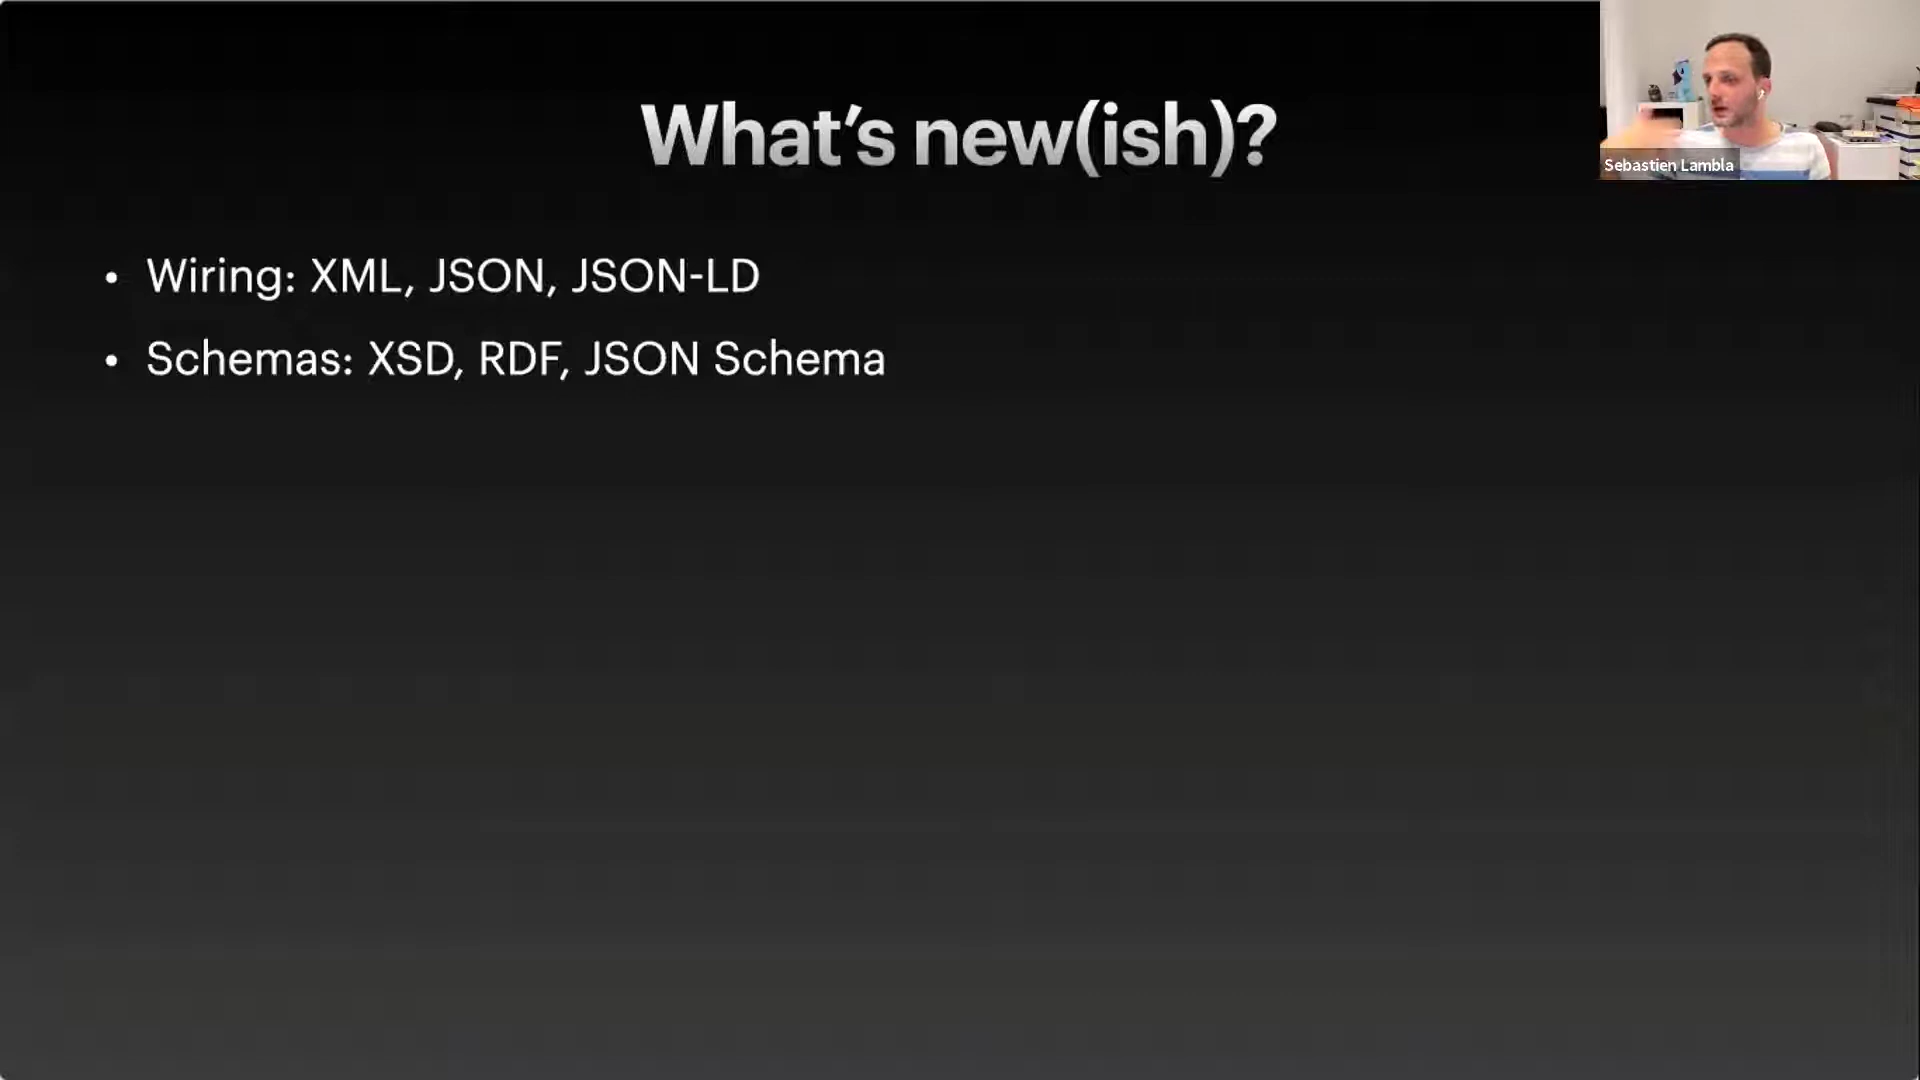 What's new(ish)?
Sebastien Lambla
• Wiring: XML, JSON, JSON-LD
• Schemas: XSD, RDF, JSON Schema